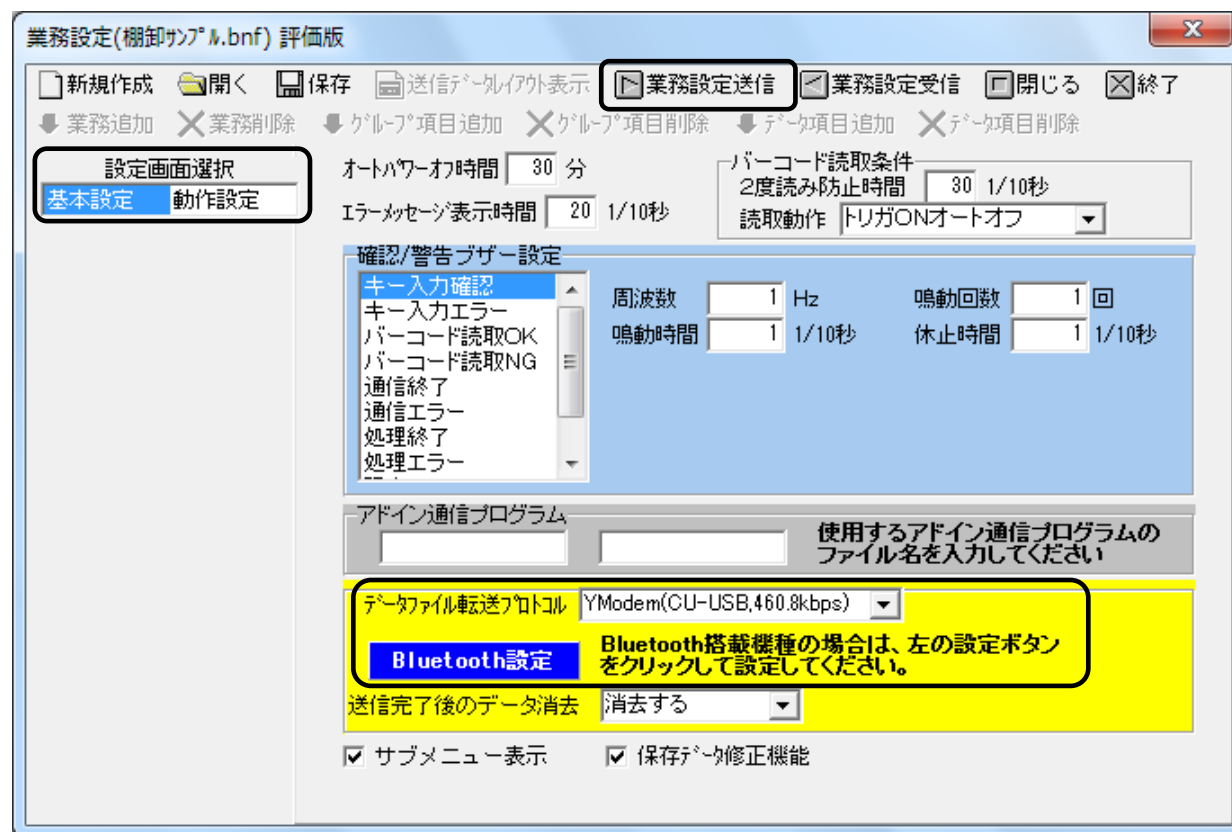 業務設定(棚卸ｻﾝﾌﾟﾙ.bnf) 評価版
新規作成 開く 保存 送信ﾃﾞｰﾀﾚｲｱｳﾄ表示 業務設定送信 業務設定受信 閉じる 終了
業務追加 業務削除 ｸﾞﾙｰﾌﾟ項目追加 ｸﾞﾙｰﾌﾟ項目削除 ﾃﾞｰﾀ項目追加 ﾃﾞｰﾀ項目削除
設定画面選択
基本設定 動作設定
ｵｰﾄﾊﾟﾜｰｵﾌ時間 30 分
ｴﾗｰﾒｯｾｰｼﾞ表示時間 20 1/10秒
バーコード読取条件
2度読み防止時間 30 1/10秒
読取動作 トリガONオートオフ
確認/警告ブザー設定
キー入力確認
キー入力エラー
バーコード読取OK
バーコード読取NG
通信終了
通信エラー
処理終了
処理エラー
周波数 1 Hz 鳴動回数 1 回
鳴動時間 1 1/10秒 休止時間 1 1/10秒
アドイン通信プログラム
使用するアドイン通信プログラムの
ファイル名を入力してください
ﾃﾞｰﾀﾌｧｲﾙ転送ﾌﾟﾛﾄｺﾙ YModem(CU-USB,460.8kbps)
Bluetooth設定
Bluetooth搭載機種の場合は、左の設定ボタン
をクリックして設定してください。
送信完了後のデータ消去 消去する
サブメニュー表示 保存ﾃﾞｰﾀ修正機能